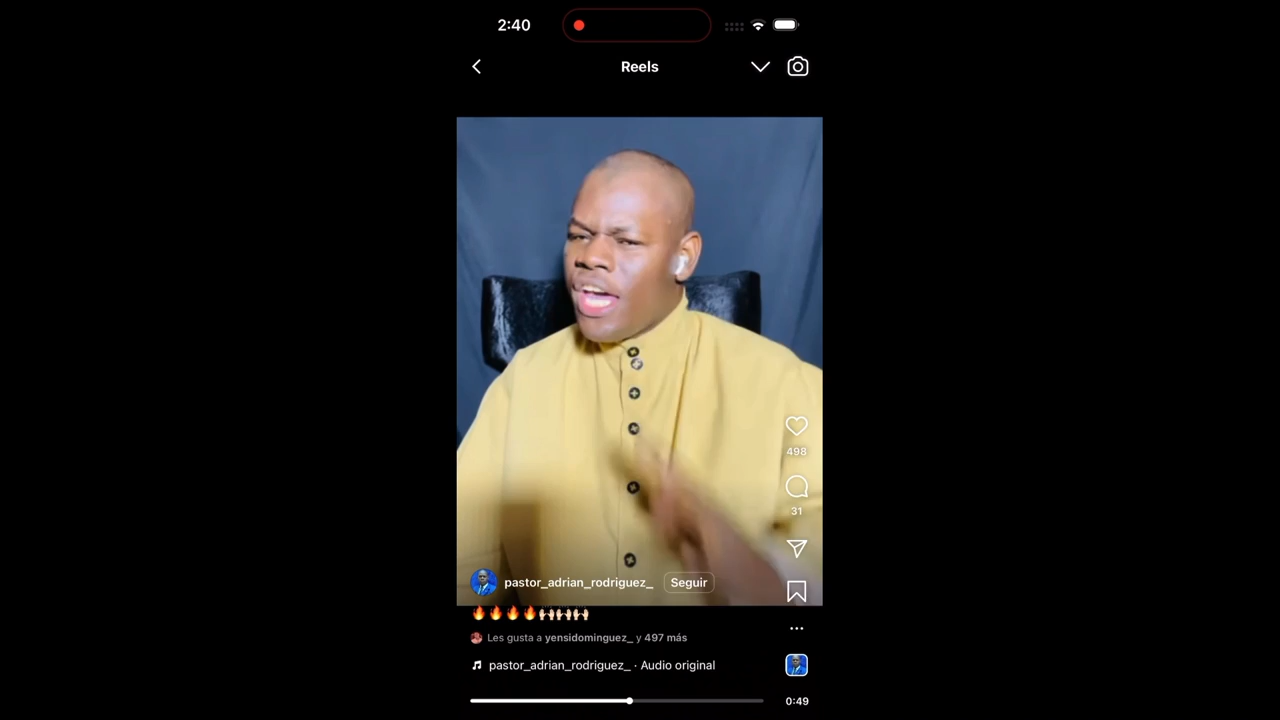 2:40
Reels
498
31
pastor_adrian_rodriguez_ Seguir
🔥🔥🔥🔥🙌🏻🙌🏻🙌🏻
Les gusta a yensidominguez_ y 497 más
pastor_adrian_rodriguez_ · Audio original
0:49